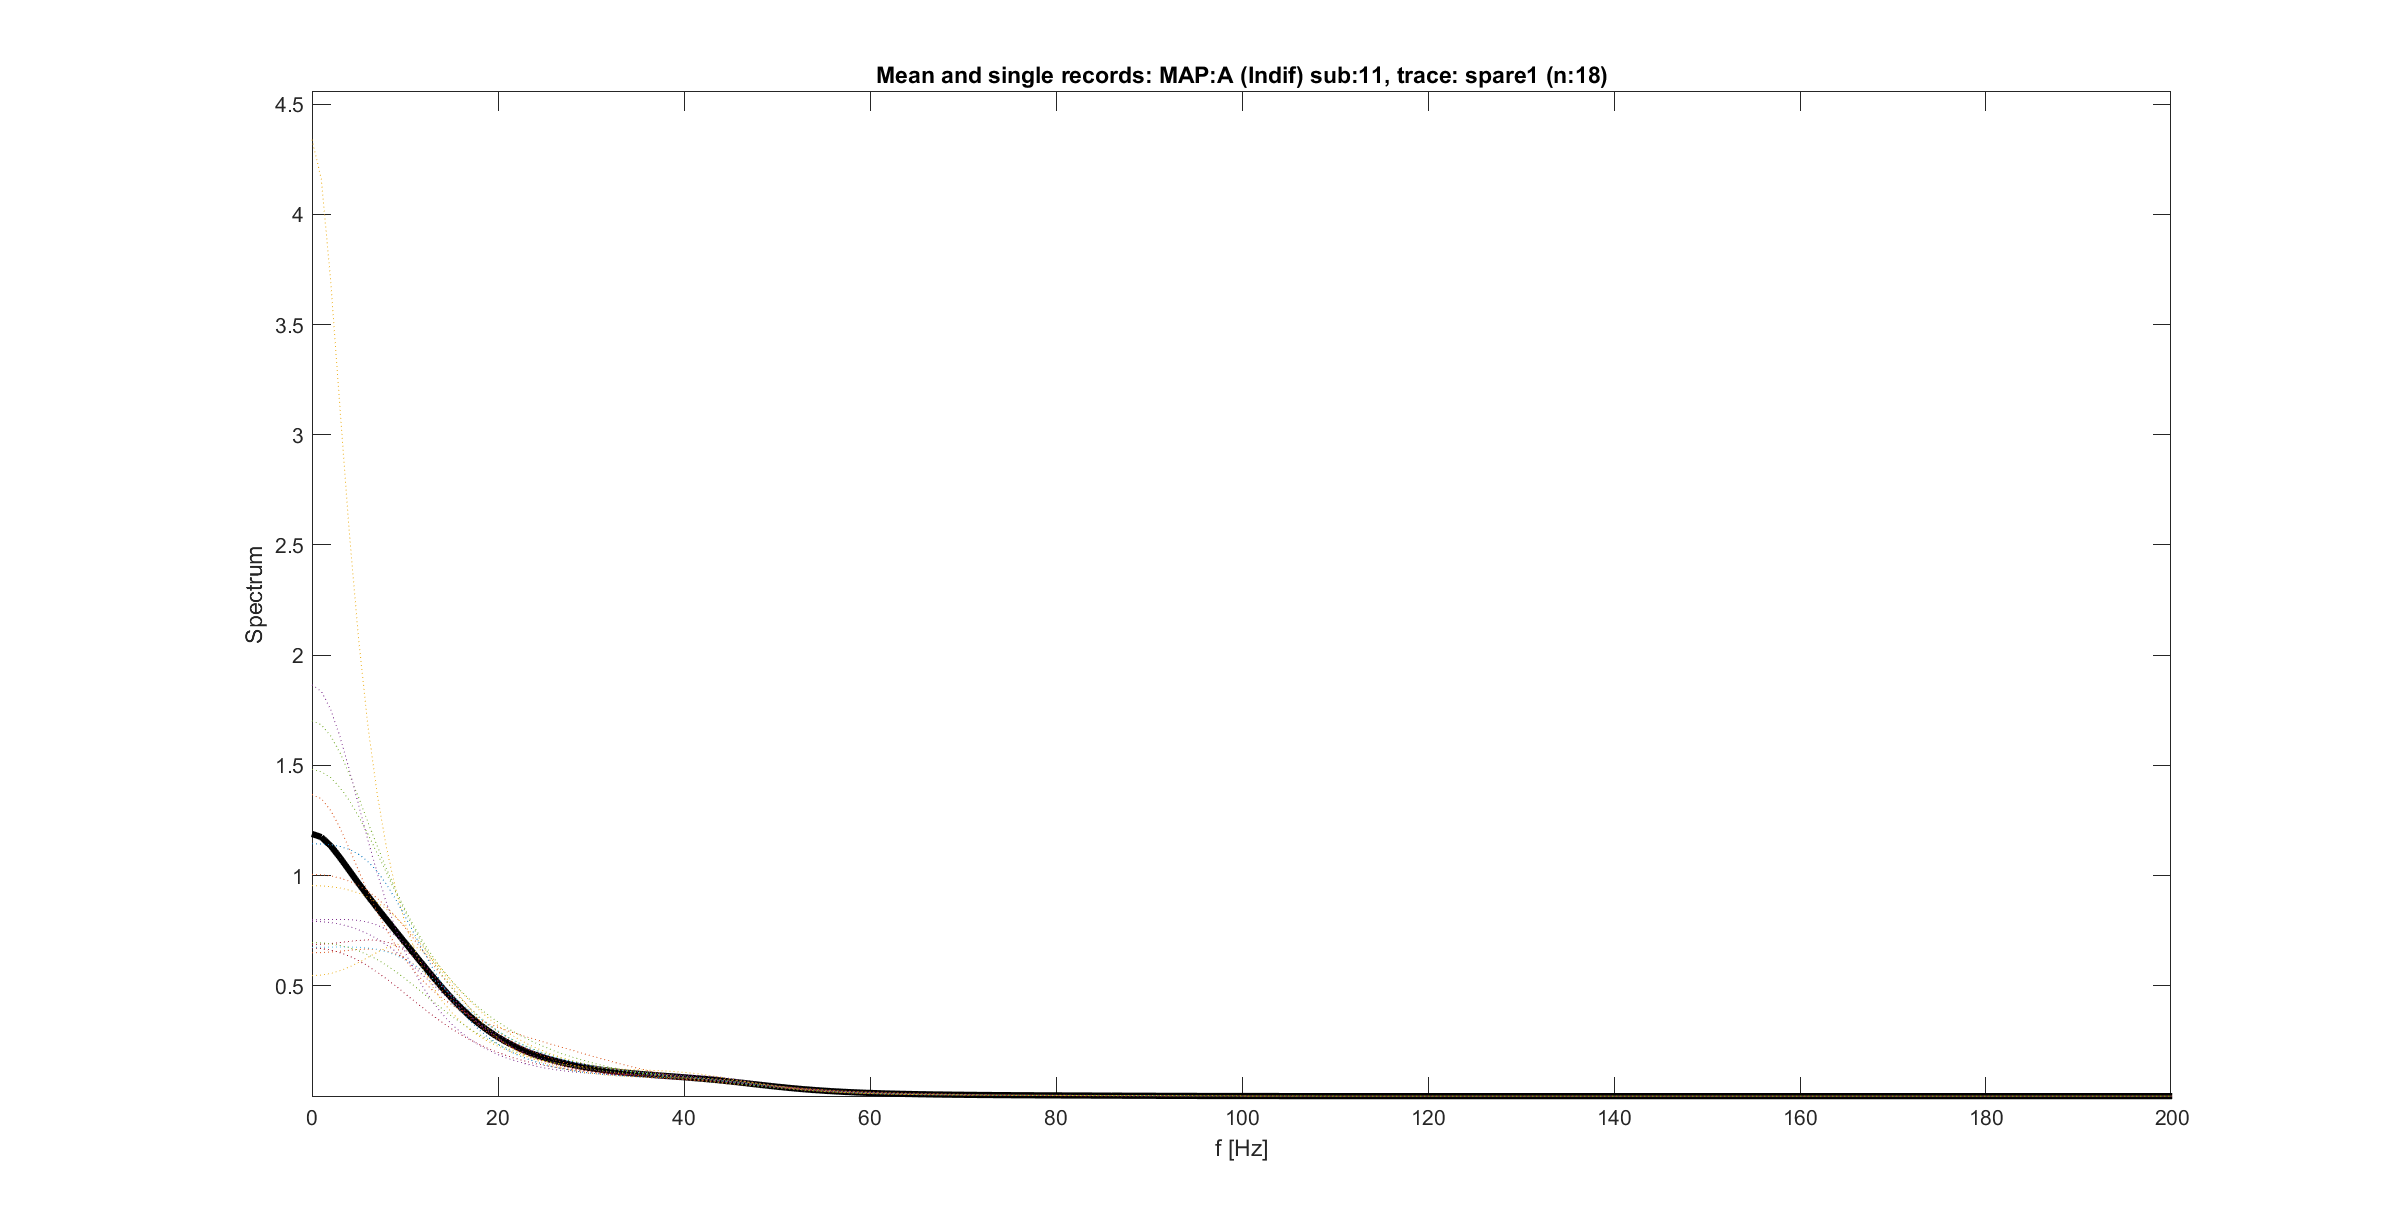 Mean and single records: MAP:A (Indif) sub:11, trace: spare1 (n:18)
4.5
4
3.5
3
2.5
2
1.5
1
0.5
Spectrum
0 20 40 60 80 100 120 140 160 180 200
f [Hz]